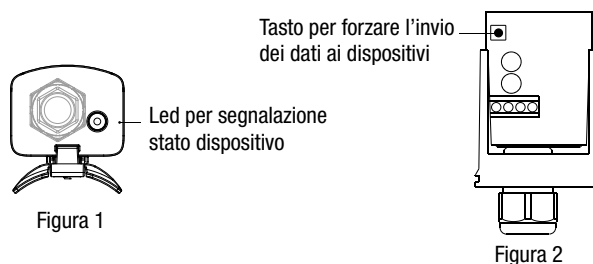 Tasto per forzare l’invio
dei dati ai dispositivi
Led per segnalazione
stato dispositivo
Figura 1
Figura 2